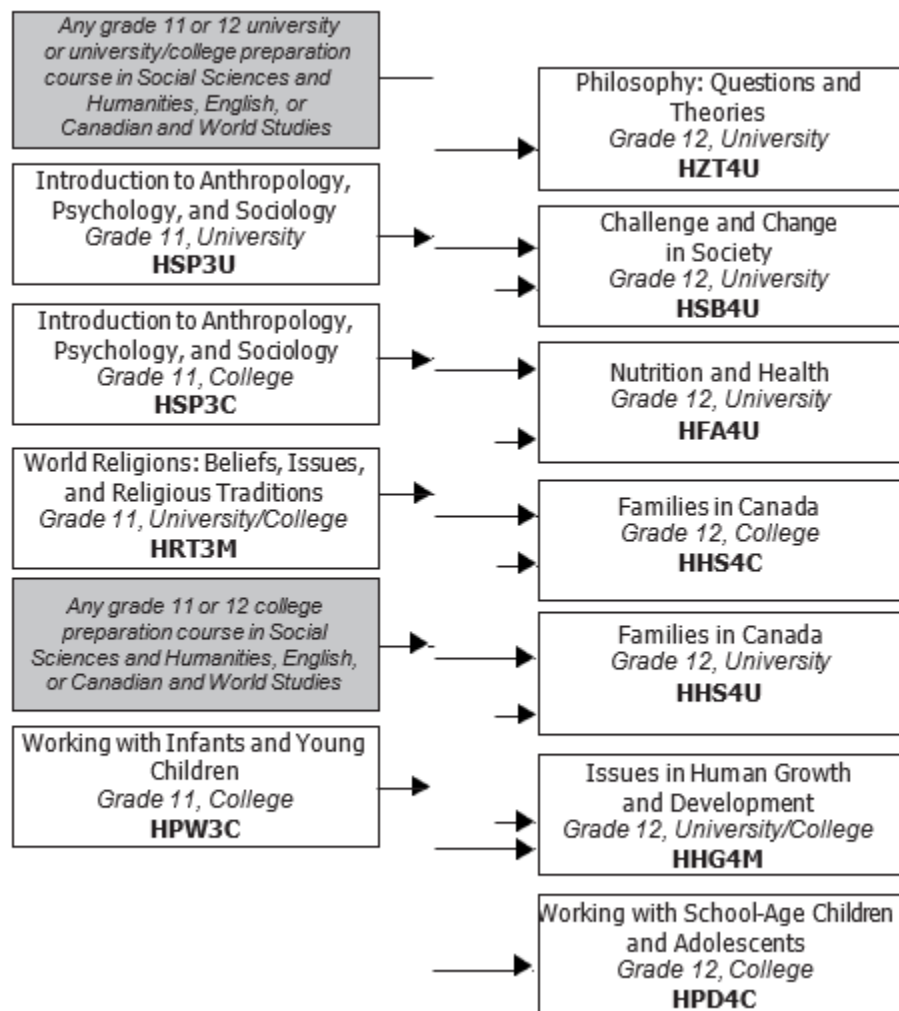 Any grade 11 or 12 university
or university/college preparation
course in Social Sciences and
Humanities, English, or
Canadian and World Studies
Introduction to Anthropology,
Psychology, and Sociology
Grade 11, University
HSP3U
Introduction to Anthropology,
Psychology, and Sociology
Grade 11, College
HSP3C
World Religions: Beliefs, Issues,
and Religious Traditions
Grade 11, University/College
HRT3M
Any grade 11 or 12 college
preparation course in Social
Sciences and Humanities, English,
or Canadian and World Studies
Working with Infants and Young
Children
Grade 11, College
HPW3C
Philosophy: Questions and
Theories
Grade 12, University
HZT4U
Challenge and Change
in Society
Grade 12, University
HSB4U
Nutrition and Health
Grade 12, University
HFA4U
Families in Canada
Grade 12, College
HHS4C
Families in Canada
Grade 12, University
HHS4U
Issues in Human Growth
and Development
Grade 12, University/College
HHG4M
Working with School-Age Children
and Adolescents
Grade 12, College
HPD4C